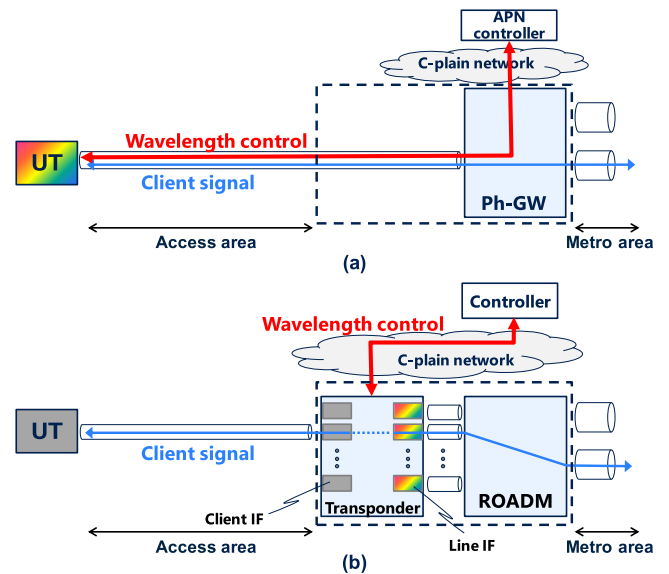 APN
controller
C-plain network
Wavelength control
UT
Client signal
Ph-GW
Access area
Metro area
(a)
Controller
Wavelength control
C-plain network
UT
Client signal
Client IF
Transponder
ROADM
Line IF
Access area
Metro area
(b)